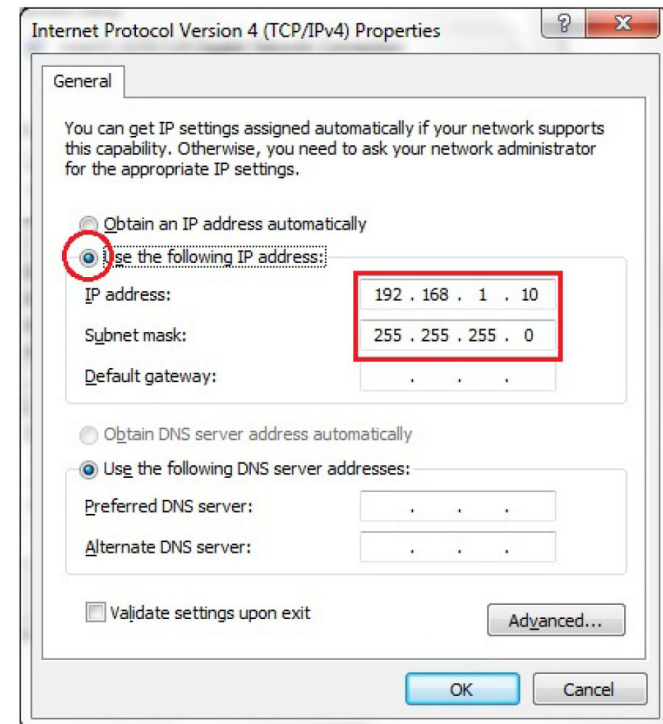 Internet Protocol Version 4 (TCP/IPv4) Properties
General
You can get IP settings assigned automatically if your network supports
this capability. Otherwise, you need to ask your network administrator
for the appropriate IP settings.
Obtain an IP address automatically
Use the following IP address:
IP address: 192 . 168 . 1 . 10
Subnet mask: 255 . 255 . 255 . 0
Default gateway: . . .
Obtain DNS server address automatically
Use the following DNS server addresses:
Preferred DNS server: . . .
Alternate DNS server: . . .
Validate settings upon exit
Advanced...
OK Cancel